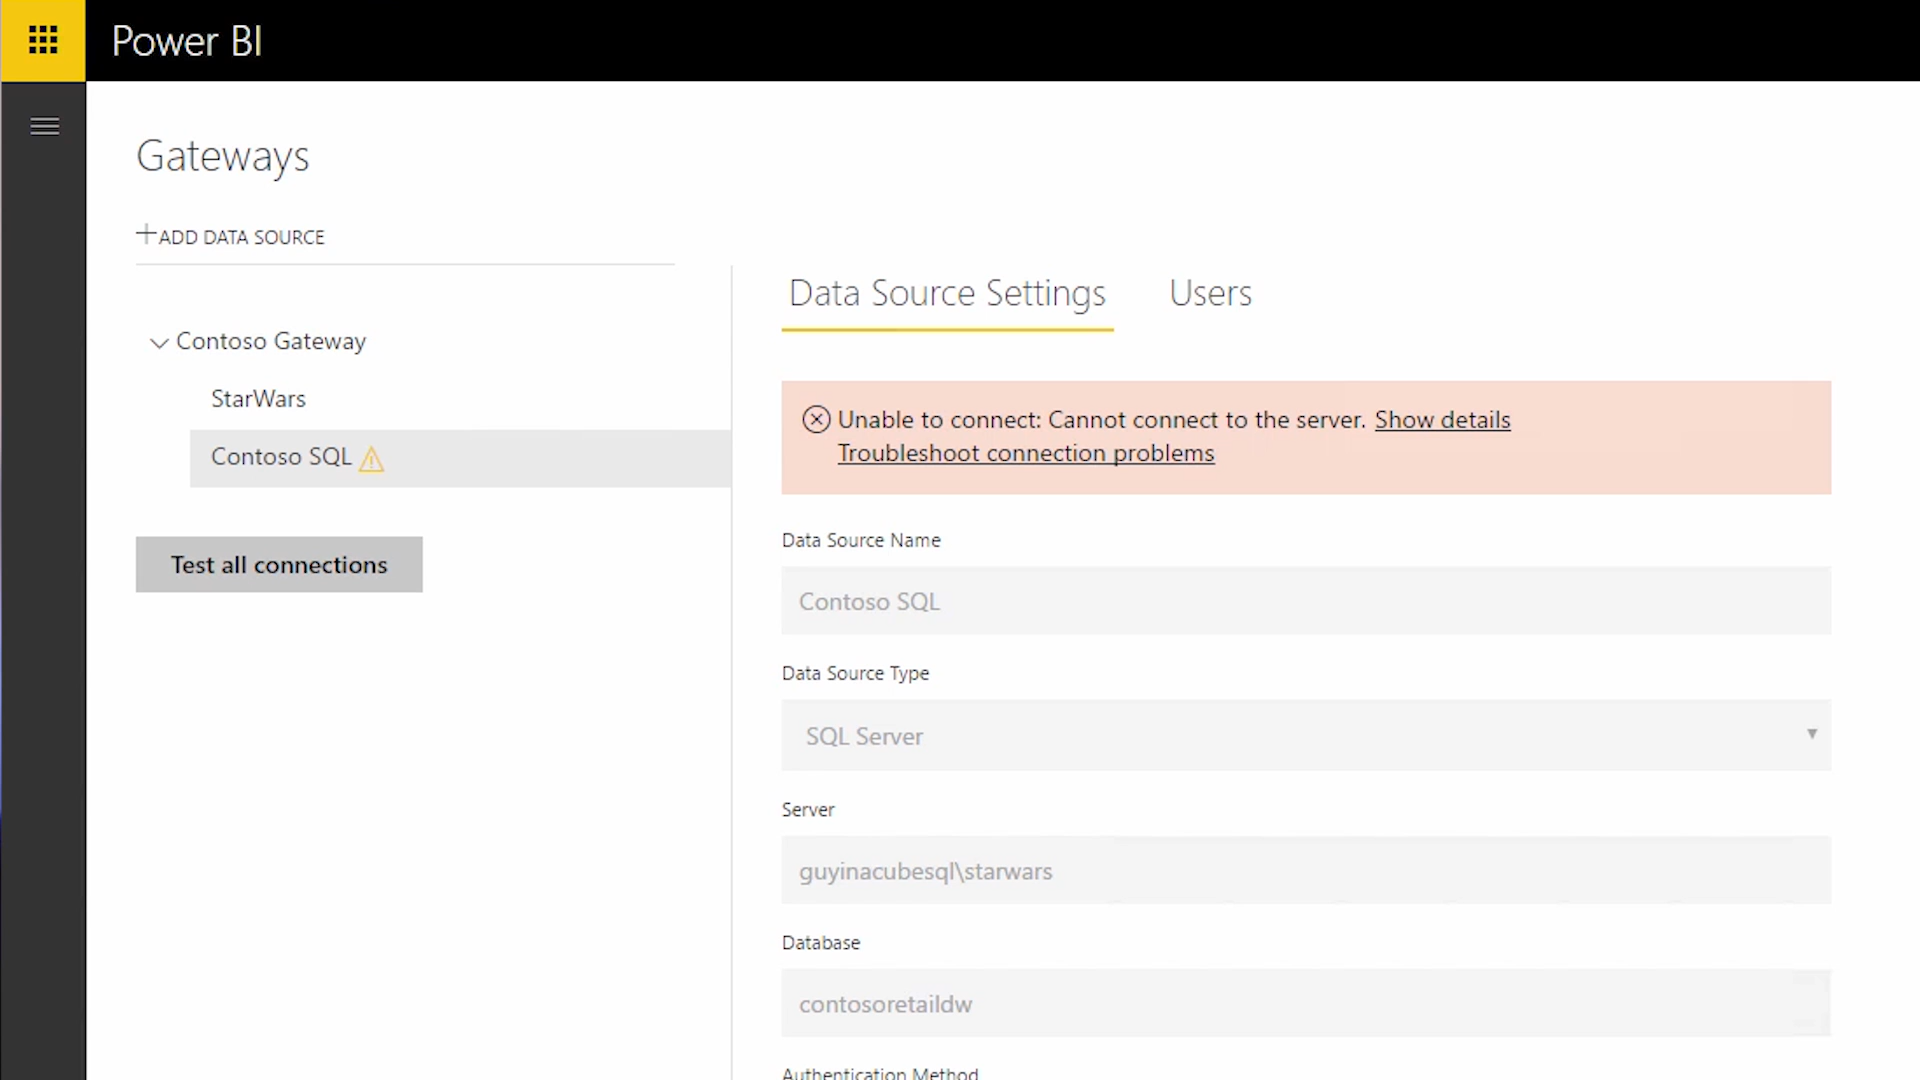 Power BI
Gateways
ADD DATA SOURCE
Data Source Settings
Users
Contoso Gateway
StarWars
Contoso SQL
Test all connections
Unable to connect: Cannot connect to the server. Show details
Troubleshoot connection problems
Data Source Name
Contoso SQL
Data Source Type
SQL Server
Server
guyinacubesql\starwars
Database
contosoretaildw
Authentication Method